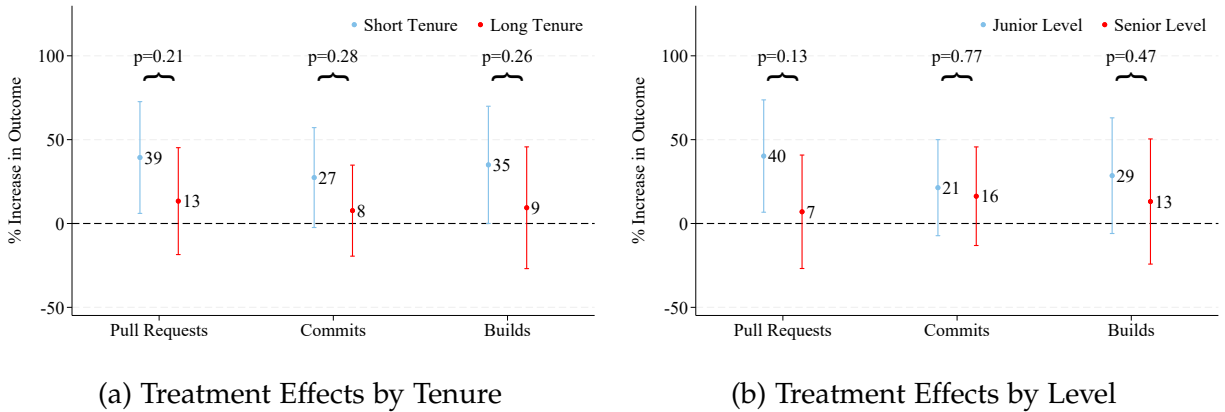 Short Tenure Long Tenure
100
p=0.21 p=0.28 p=0.26
% Increase in Outcome
50
39 13 27 8 35 9
0
-50
Pull Requests Commits Builds
(a) Treatment Effects by Tenure
Junior Level Senior Level
100
p=0.13 p=0.77 p=0.47
% Increase in Outcome
50
40 7 21 16 29 13
0
-50
Pull Requests Commits Builds
(b) Treatment Effects by Level